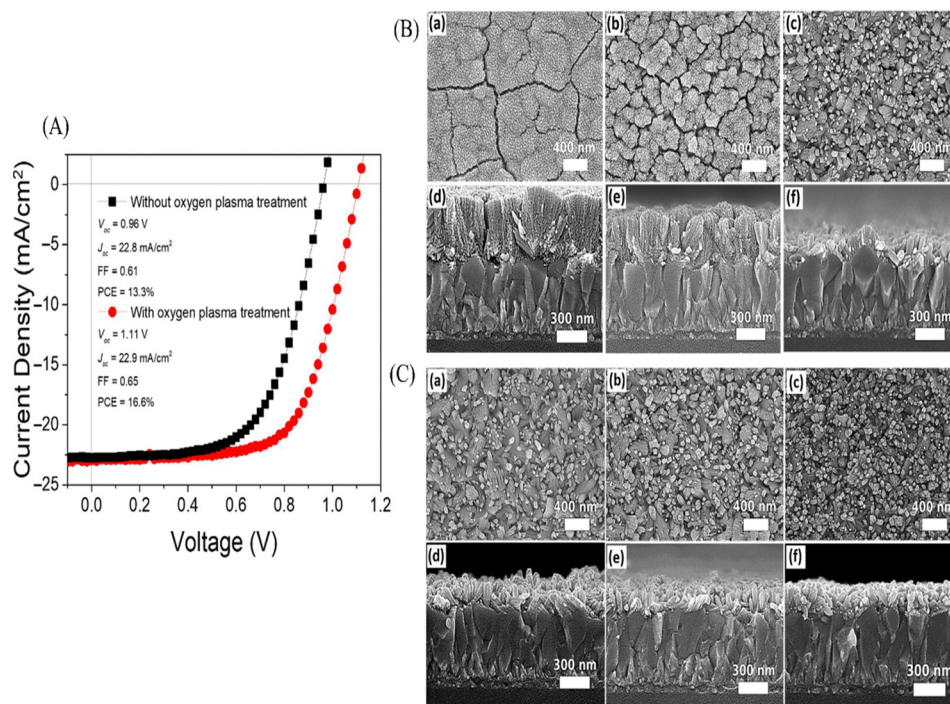 (A)
Current Density (mA/cm²)
0
−5
−10
−15
−20
−25
Without oxygen plasma treatment
Voc = 0.96 V
Jsc = 22.8 mA/cm²
FF = 0.61
PCE = 13.3%
With oxygen plasma treatment
Voc = 1.11 V
Jsc = 22.9 mA/cm²
FF = 0.65
PCE = 16.6%
0.0 0.2 0.4 0.6 0.8 1.0 1.2
Voltage (V)
(B)
(a) (b) (c)
400 nm 400 nm 400 nm
(d) (e) (f)
300 nm 300 nm 300 nm
(C)
(a) (b) (c)
400 nm 400 nm 400 nm
(d) (e) (f)
300 nm 300 nm 300 nm